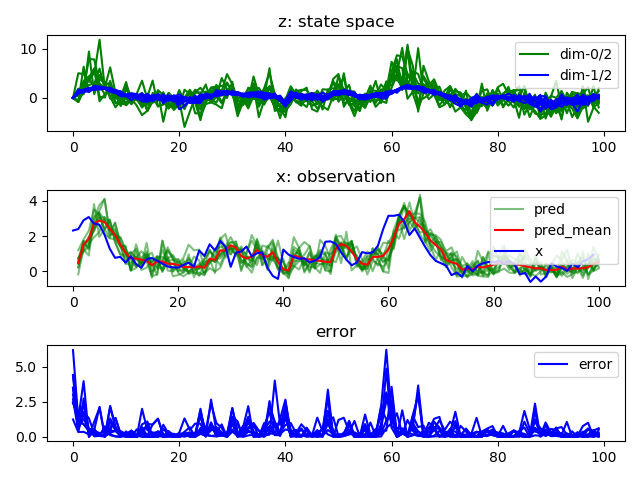 z: state space
10
0
dim-0/2
dim-1/2
0 20 40 60 80 100
x: observation
4
2
0
pred
pred_mean
x
0 20 40 60 80 100
error
5.0
2.5
0.0
error
0 20 40 60 80 100